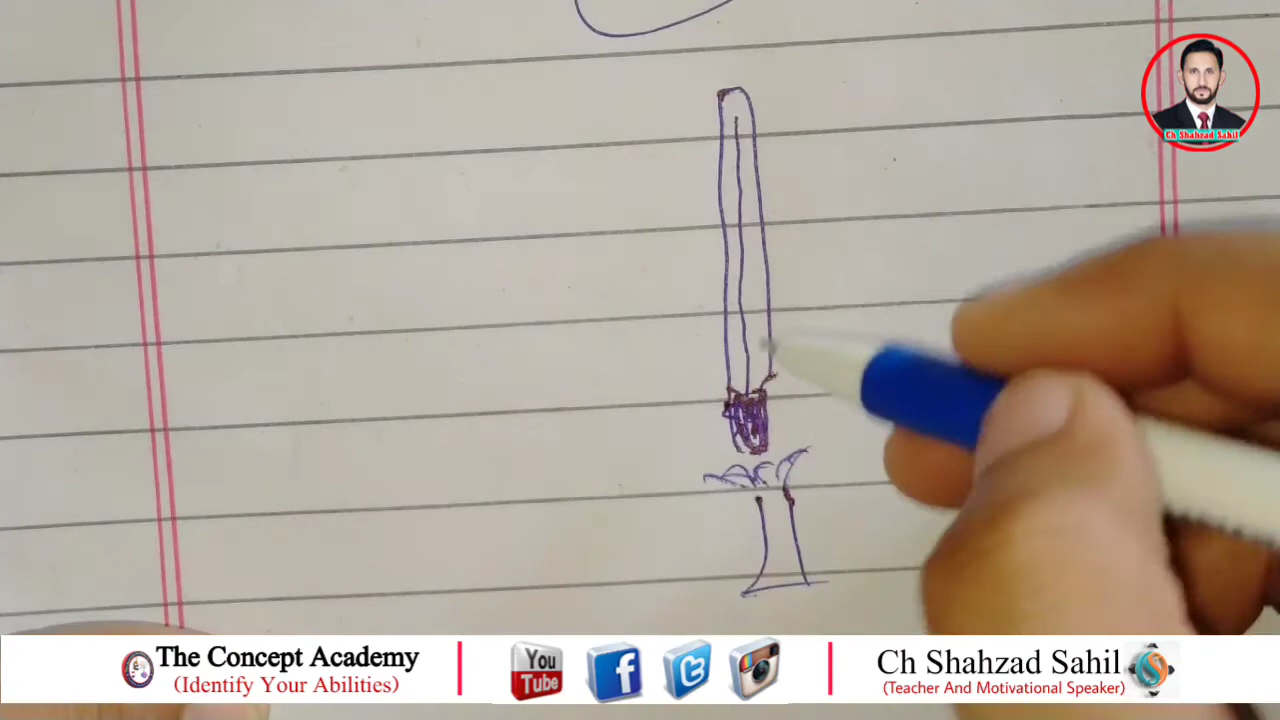 Ch Shahzad Sahil
The Concept Academy
(Identify Your Abilities)
You
Tube
Ch Shahzad Sahil
(Teacher And Motivational Speaker)